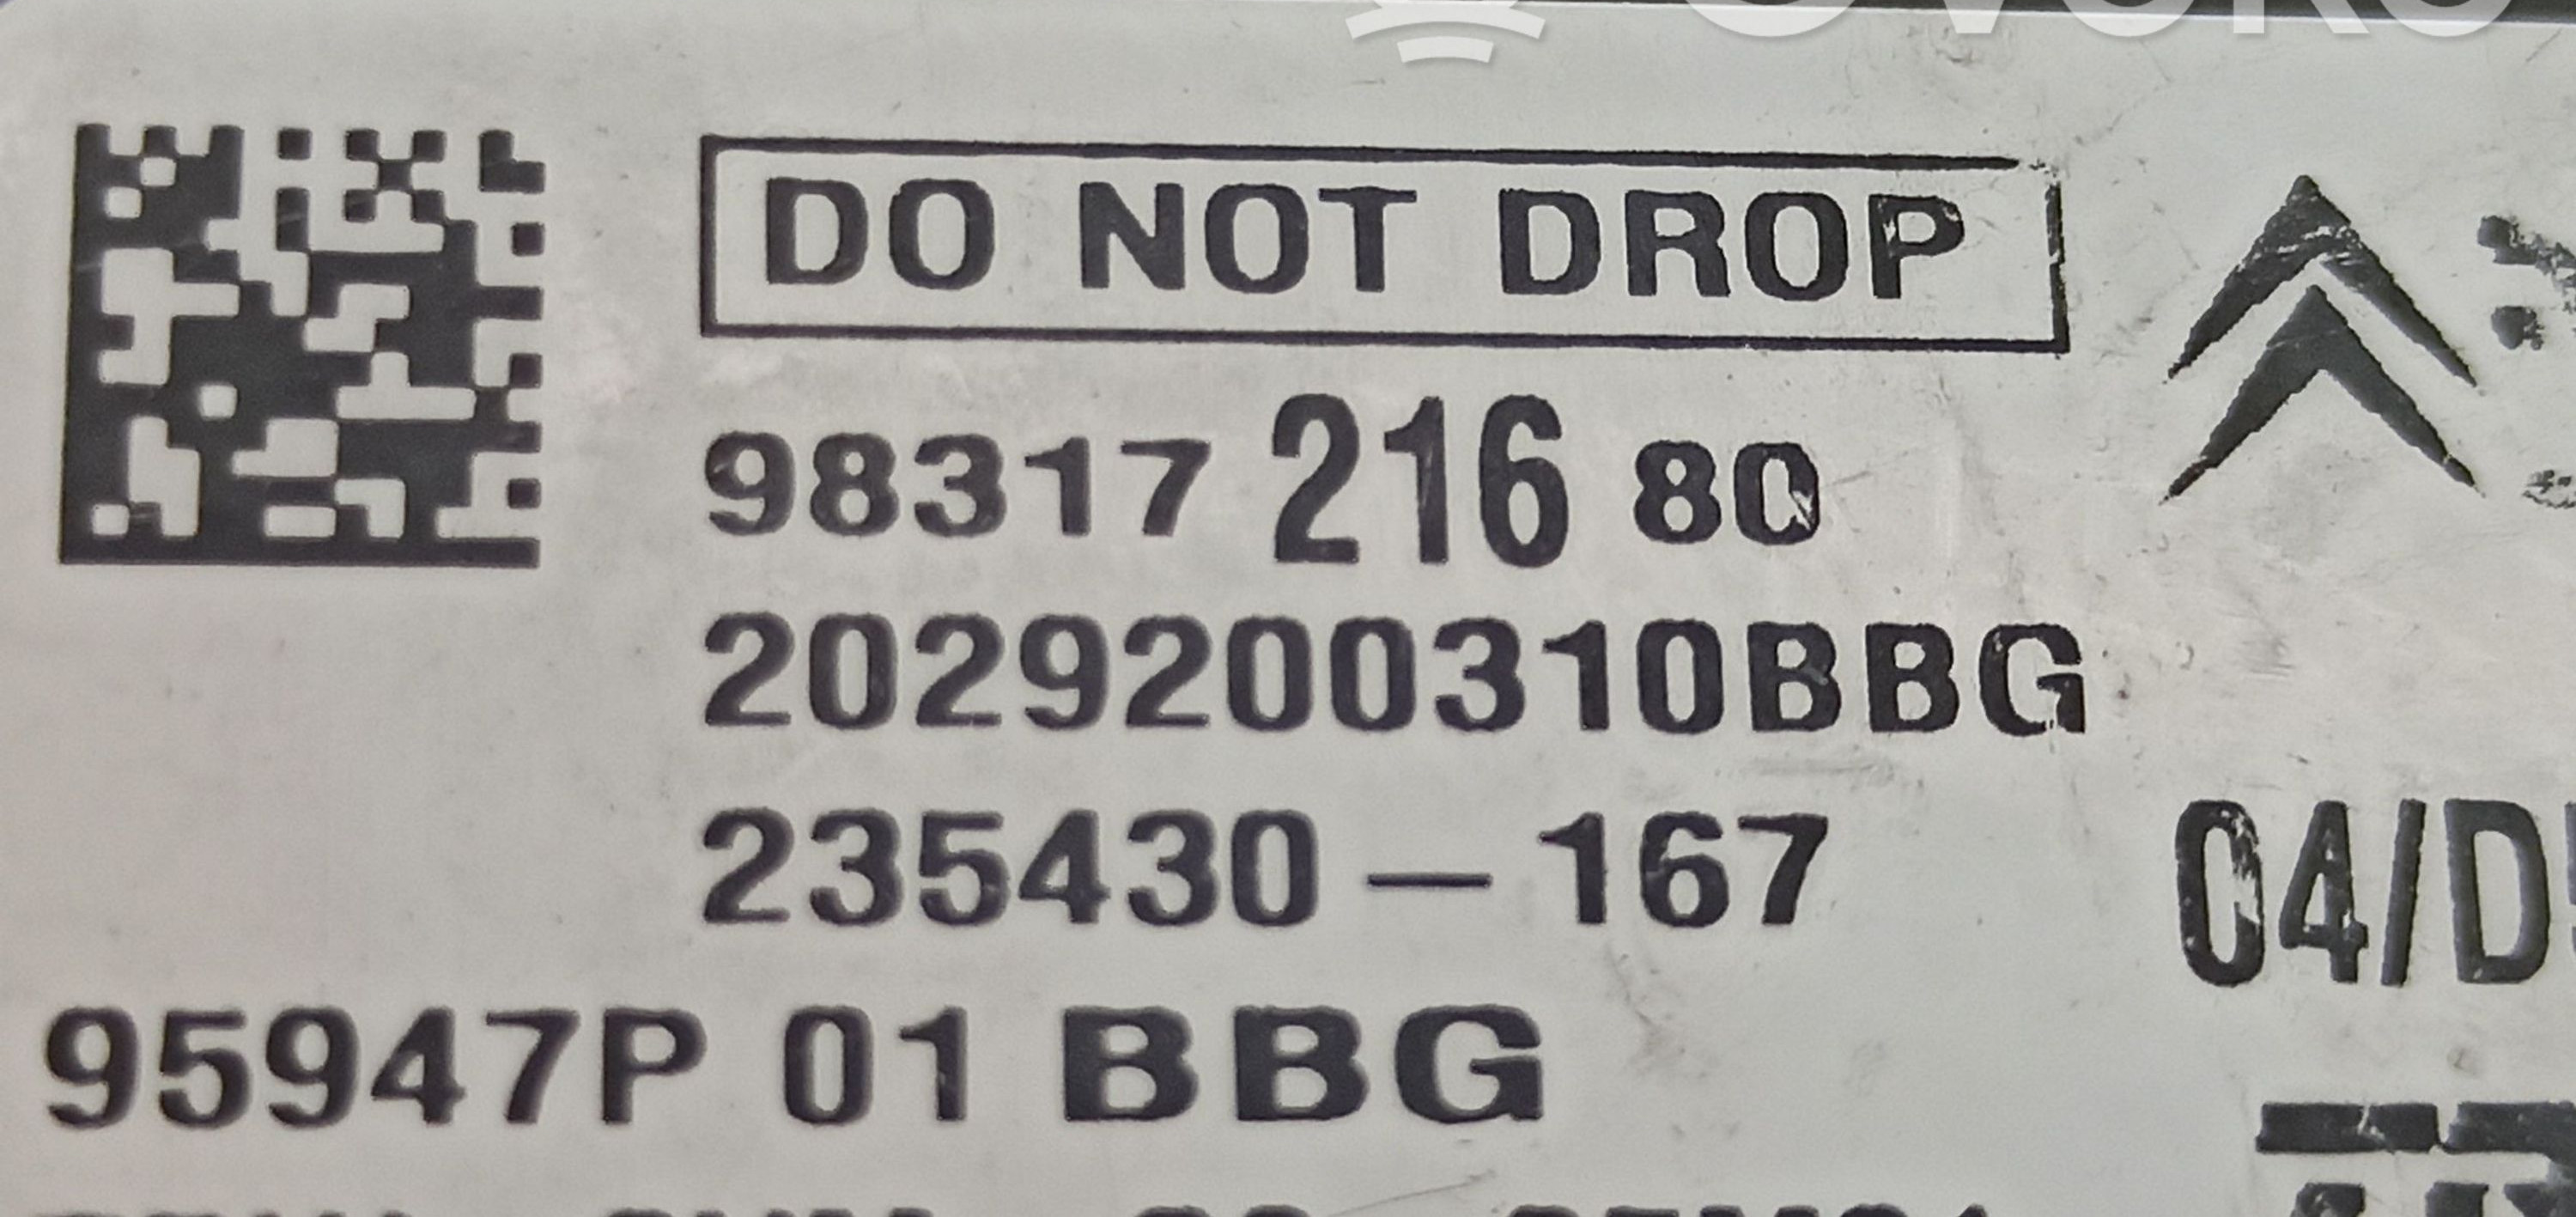 DO NOT DROP
98317 216 80
2029200310BBG
235430 - 167
04/D
95947P 01 BBG